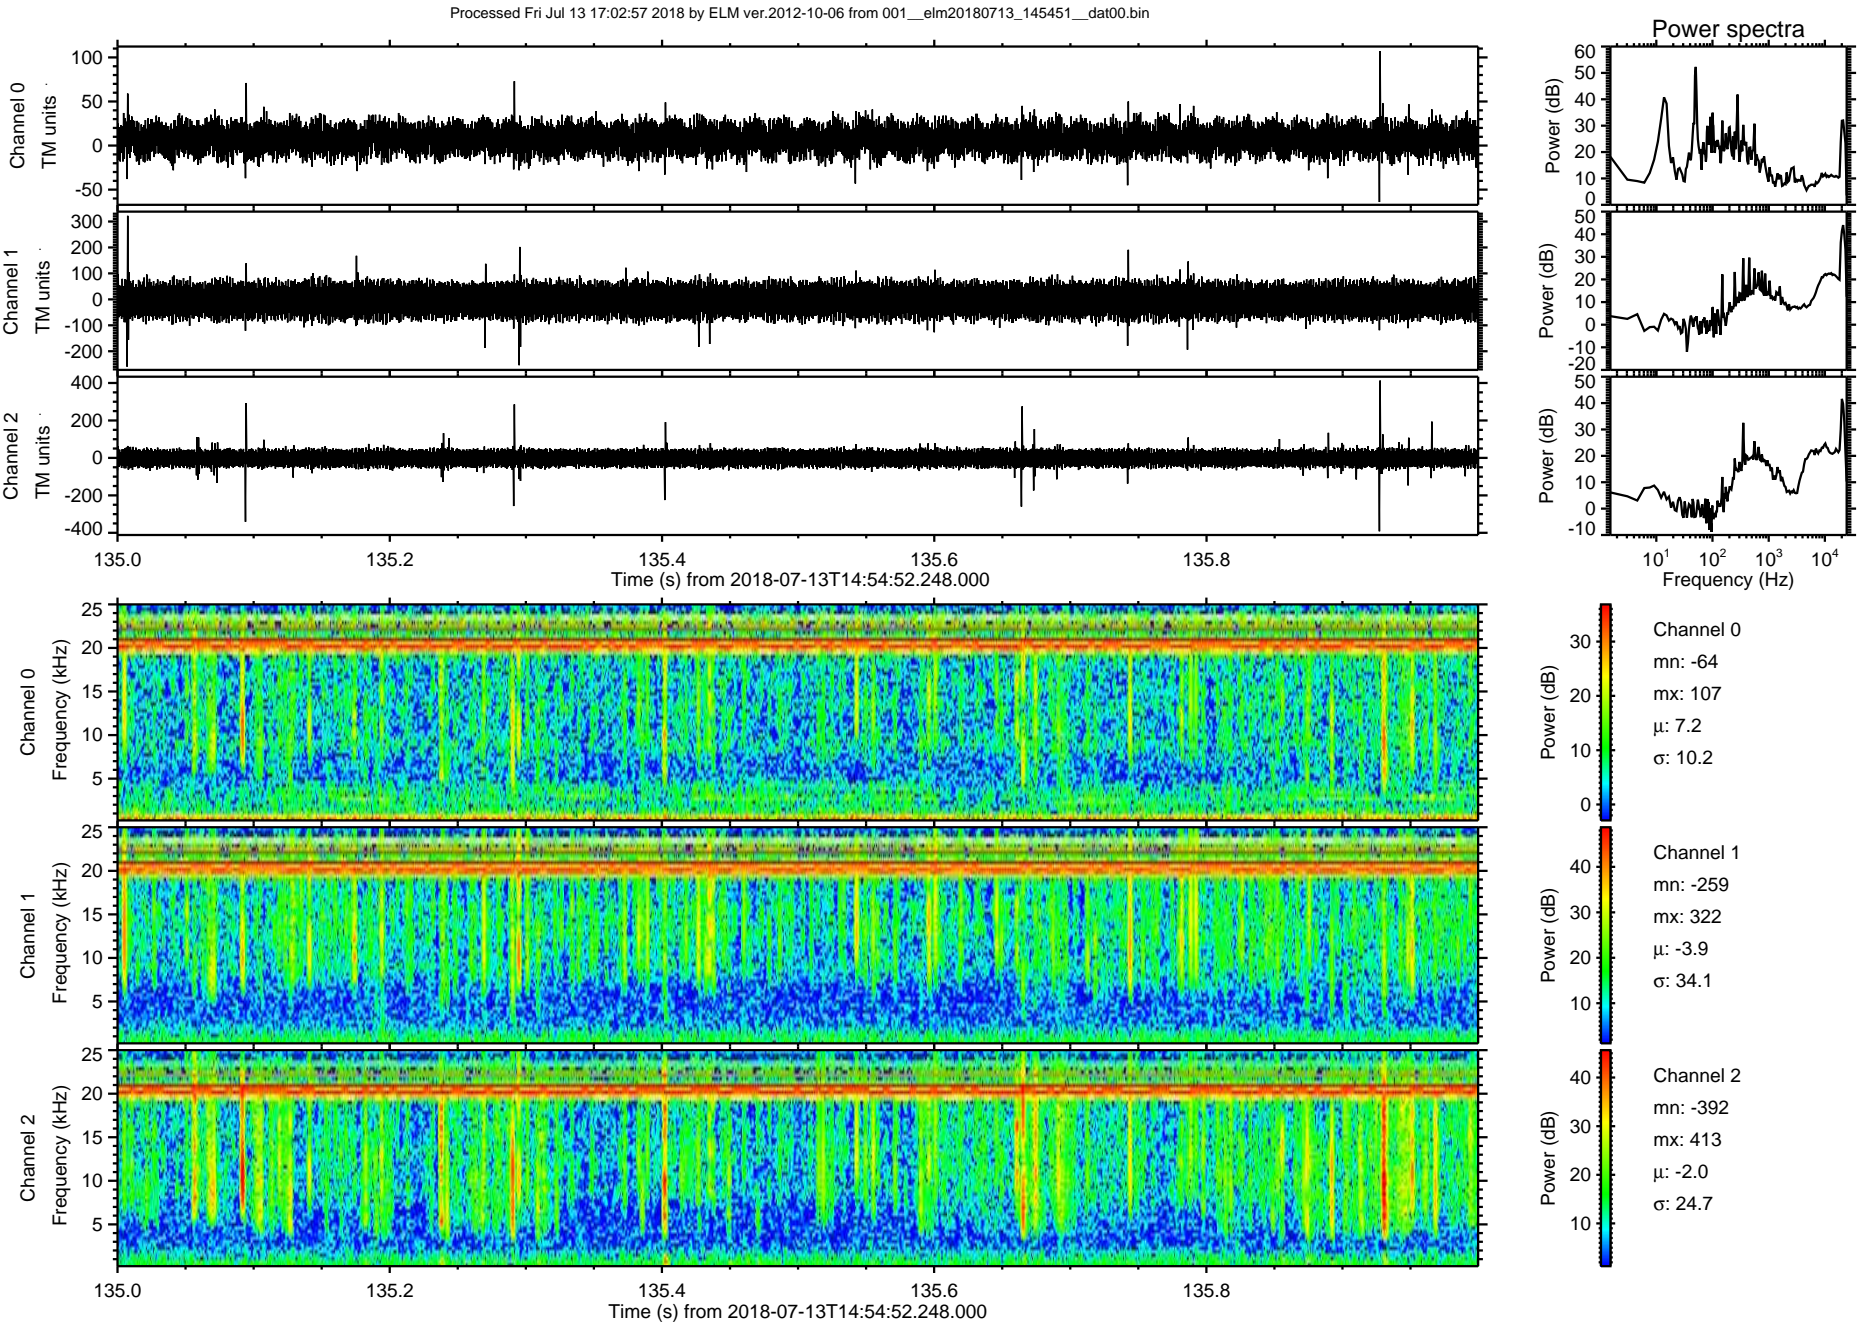 Processed Fri Jul 13 17:02:57 2018 by ELM ver.2012-10-06 from 001__elm20180713_145451__dat00.bin
Power spectra
Channel 0
TM units
100
50
0
-50
Power (dB)
60
50
40
30
20
10
0
Channel 1
TM units
300
200
100
0
-100
-200
Power (dB)
50
40
30
20
10
0
-10
-20
Channel 2
TM units
400
200
0
-200
-400
Power (dB)
50
40
30
20
10
0
-10
135.0 135.2 135.4 135.6 135.8
Time (s) from 2018-07-13T14:54:52.248.000
10^1 10^2 10^3 10^4
Frequency (Hz)
Channel 0
Frequency (kHz)
25
20
15
10
5
Power (dB)
30
20
10
0
Channel 0
mn: -64
mx: 107
μ: 7.2
σ: 10.2
Channel 1
Frequency (kHz)
25
20
15
10
5
Power (dB)
40
30
20
10
Channel 1
mn: -259
mx: 322
μ: -3.9
σ: 34.1
Channel 2
Frequency (kHz)
25
20
15
10
5
Power (dB)
40
30
20
10
Channel 2
mn: -392
mx: 413
μ: -2.0
σ: 24.7
135.0 135.2 135.4 135.6 135.8
Time (s) from 2018-07-13T14:54:52.248.000